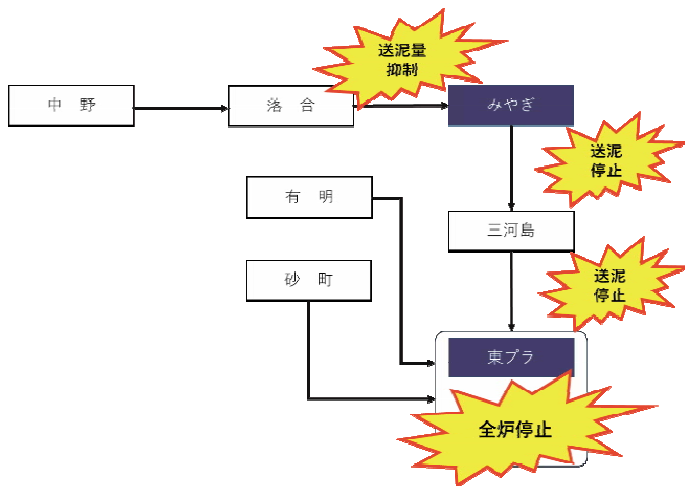 送泥量
抑制
中　野
落　合
みやぎ
送泥
停止
有　明
三河島
砂　町
送泥
停止
東プラ
全炉停止